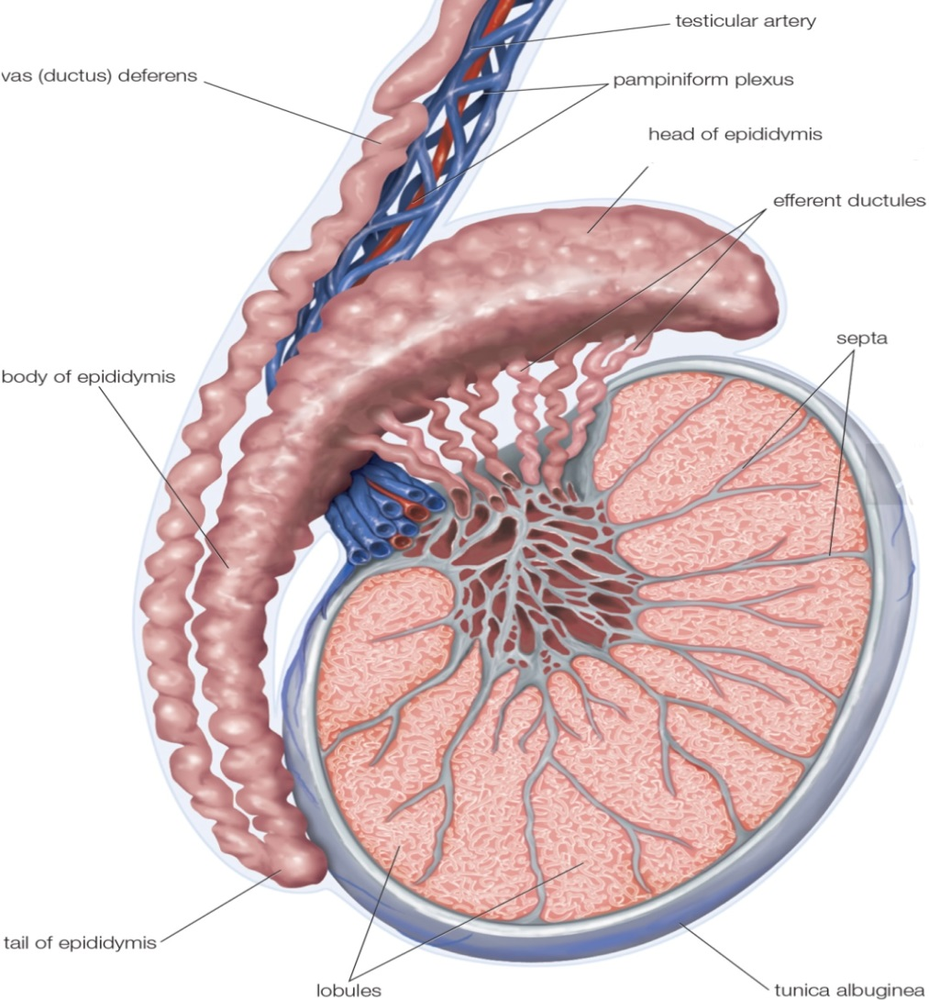 testicular artery
vas (ductus) deferens
pampiniform plexus
head of epididymis
efferent ductules
septa
body of epididymis
tail of epididymis
lobules
tunica albuginea